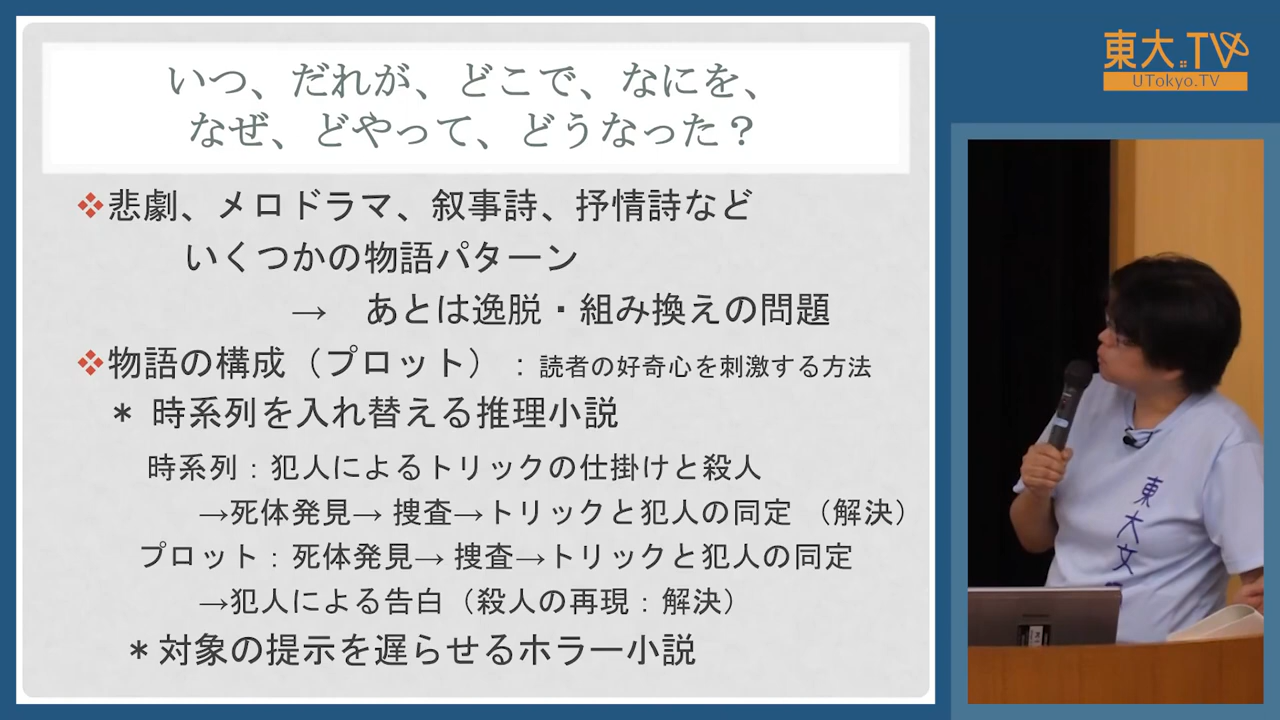 いつ、だれが、どこで、なにを、
なぜ、どやって、どうなった？
❖悲劇、メロドラマ、叙事詩、抒情詩など
いくつかの物語パターン
→　あとは逸脱・組み換えの問題
❖物語の構成（プロット）：読者の好奇心を刺激する方法
＊ 時系列を入れ替える推理小説
時系列：犯人によるトリックの仕掛けと殺人
→死体発見→ 捜査→トリックと犯人の同定 （解決）
プロット：死体発見→ 捜査→トリックと犯人の同定
→犯人による告白（殺人の再現：解決）
＊対象の提示を遅らせるホラー小説
東大.TV
UTokyo.TV
東大文